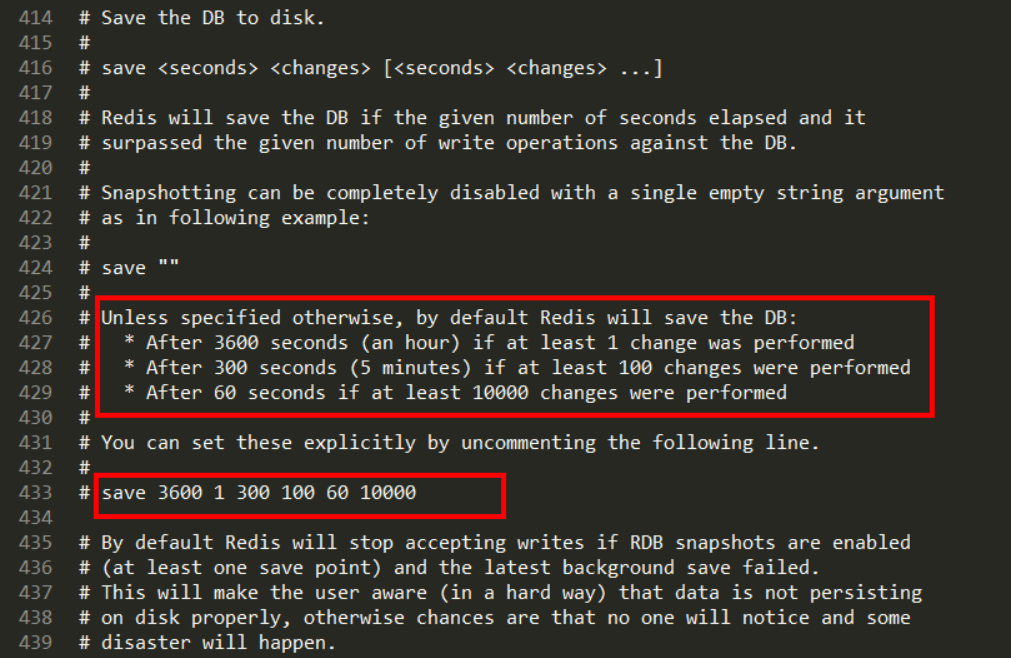 414 # Save the DB to disk.
415 #
416 # save <seconds> <changes> [<seconds> <changes> ...]
417 #
418 # Redis will save the DB if the given number of seconds elapsed and it
419 # surpassed the given number of write operations against the DB.
420 #
421 # Snapshotting can be completely disabled with a single empty string argument
422 # as in following example:
423 #
424 # save ""
425 #
426 # Unless specified otherwise, by default Redis will save the DB:
427 #   * After 3600 seconds (an hour) if at least 1 change was performed
428 #   * After 300 seconds (5 minutes) if at least 100 changes were performed
429 #   * After 60 seconds if at least 10000 changes were performed
430 #
431 # You can set these explicitly by uncommenting the following line.
432 #
433 # save 3600 1 300 100 60 10000
434
435 # By default Redis will stop accepting writes if RDB snapshots are enabled
436 # (at least one save point) and the latest background save failed.
437 # This will make the user aware (in a hard way) that data is not persisting
438 # on disk properly, otherwise chances are that no one will notice and some
439 # disaster will happen.